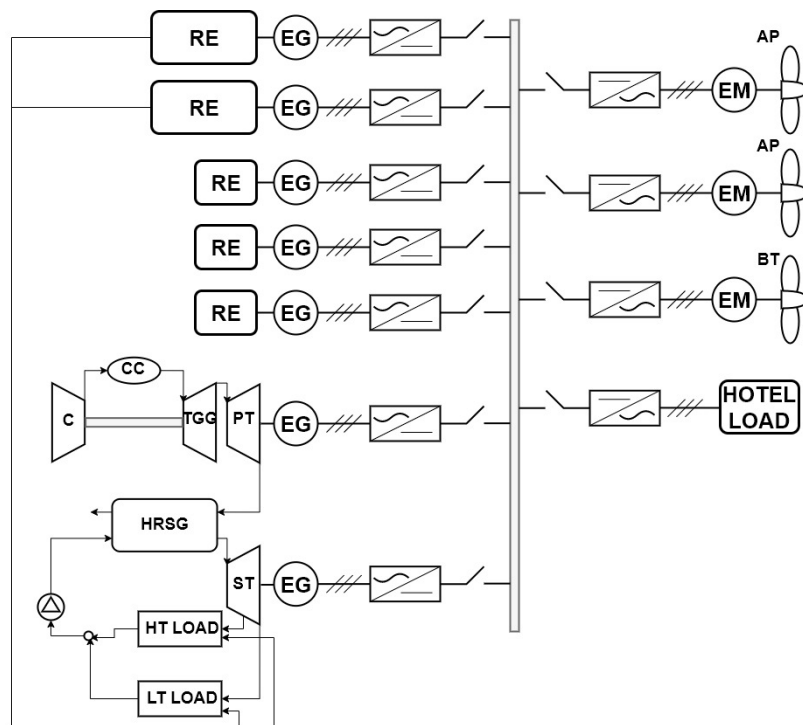 RE EG
AP
RE EG EM
AP
RE EG EM
RE EG
BT
RE EG EM
CC
C TGG PT EG
HOTEL
LOAD
HRSG
ST EG
HT LOAD
LT LOAD